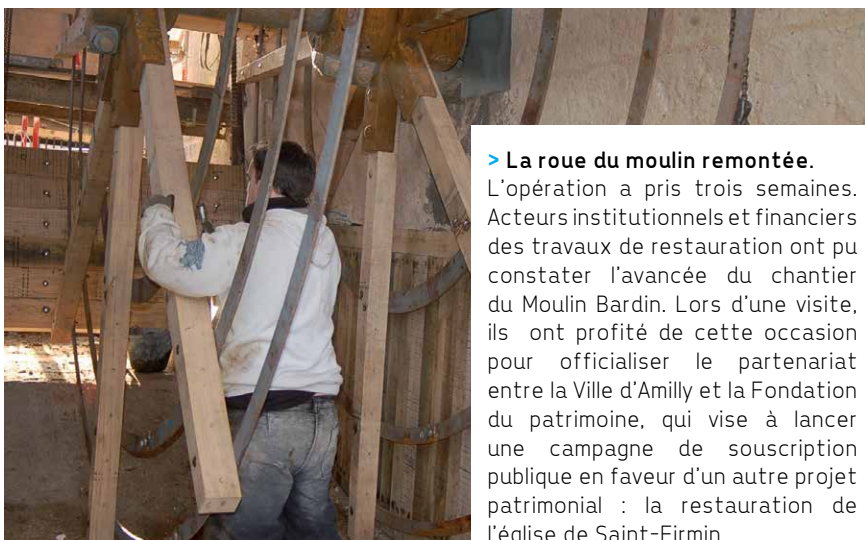 > La roue du moulin remontée.
L'opération a pris trois semaines.
Acteurs institutionnels et financiers
des travaux de restauration ont pu
constater l'avancée du chantier
du Moulin Bardin. Lors d'une visite,
ils ont profité de cette occasion
pour officialiser le partenariat
entre la Ville d'Amilly et la Fondation
du patrimoine, qui vise à lancer
une campagne de souscription
publique en faveur d'un autre projet
patrimonial : la restauration de
l'église de Saint-Firmin